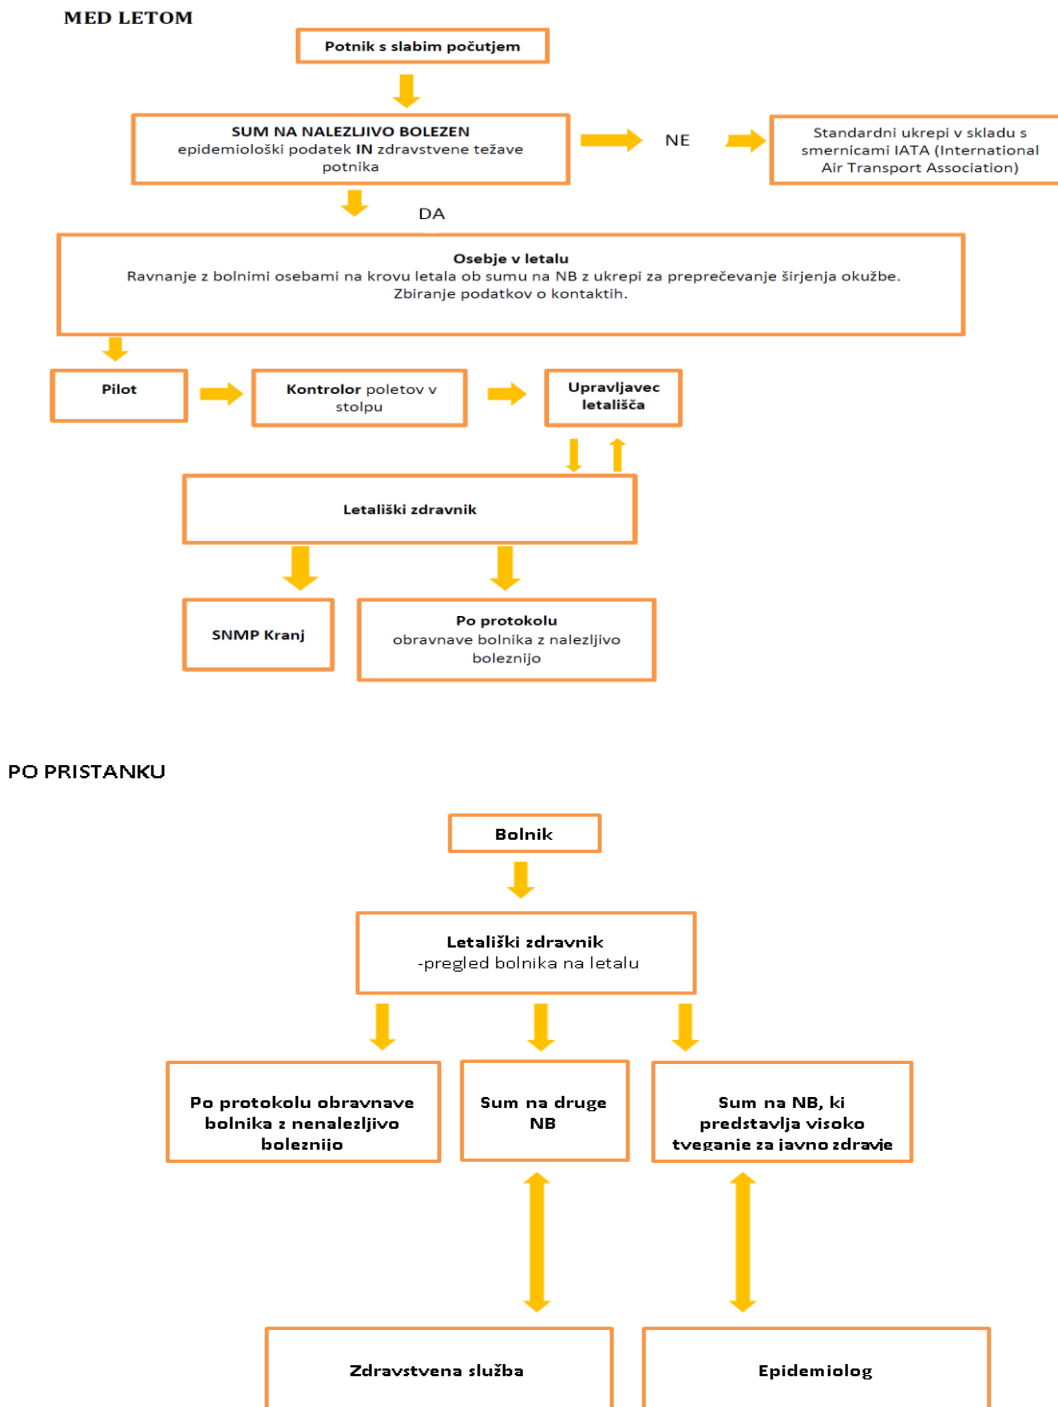 MED LETOM
Potnik s slabim počutjem
SUM NA NALEZLJIVO BOLEZEN
epidemiološki podatek IN zdravstvene težave
potnika
NE
Standardni ukrepi v skladu s
smernicami IATA (International
Air Transport Association)
DA
Osebje v letalu
Ravnanje z bolnimi osebami na krovu letala ob sumu na NB z ukrepi za preprečevanje širjenja okužbe.
Zbiranje podatkov o kontaktih.
Pilot
Kontrolor poletov v
stolpu
Upravljavec
letališča
Letališki zdravnik
SNMP Kranj
Po protokolu
obravnave bolnika z nalezljivo
boleznijo
PO PRISTANKU
Bolnik
Letališki zdravnik
-pregled bolnika na letalu
Po protokolu obravnave
bolnika z nenalezljivo
boleznijo
Sum na druge
NB
Sum na NB, ki
predstavlja visoko
tveganje za javno zdravje
Zdravstvena služba
Epidemiolog